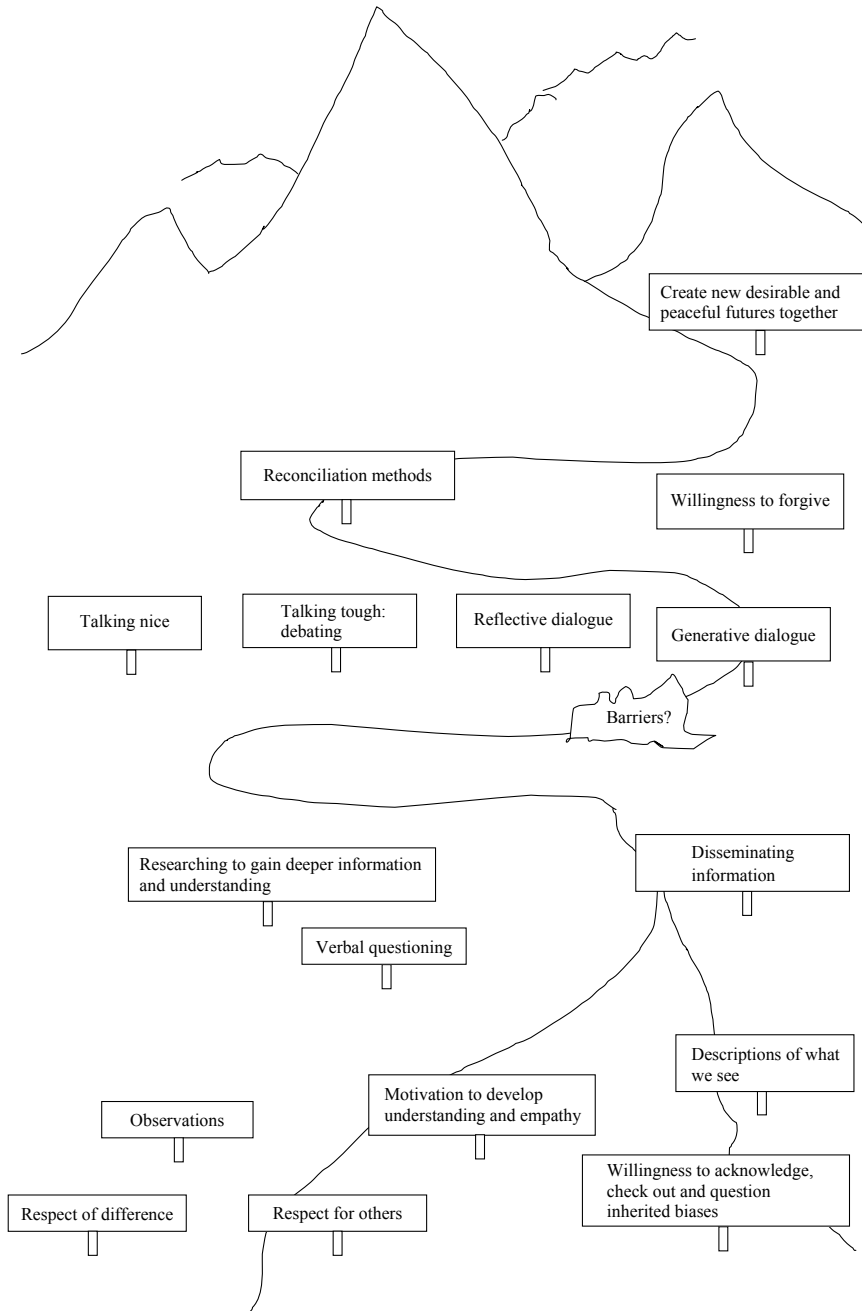 Create new desirable and
peaceful futures together
Reconciliation methods
Willingness to forgive
Talking nice
Talking tough:
debating
Reflective dialogue
Generative dialogue
Barriers?
Researching to gain deeper information
and understanding
Disseminating
information
Verbal questioning
Descriptions of what
we see
Motivation to develop
understanding and empathy
Observations
Willingness to acknowledge,
check out and question
inherited biases
Respect of difference
Respect for others